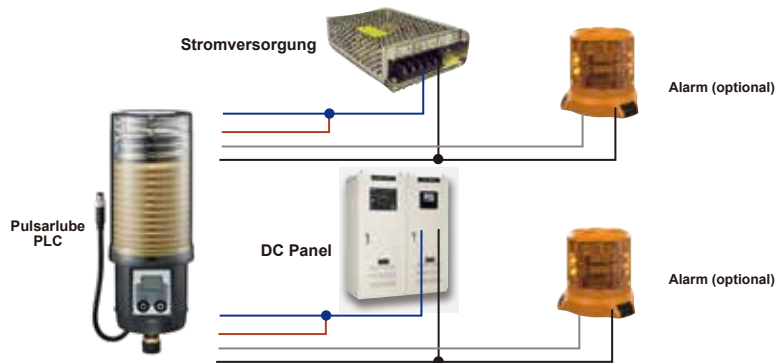 Stromversorgung
Alarm (optional)
Pulsarlube
PLC
DC Panel
Alarm (optional)